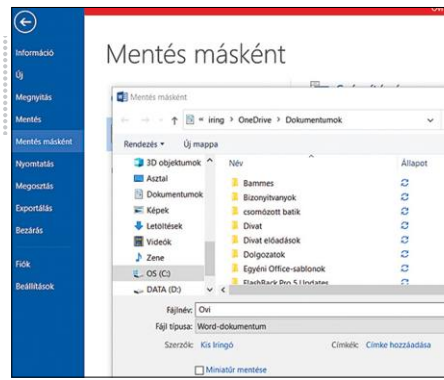 Ovi
Mentés másként
Információ
Új
Megnyitás
Mentés
Mentés másként
Nyomtatás
Megosztás
Exportálás
Bezárás
Fiók
Beállítások
Mentés másként
« iring > OneDrive > Dokumentumok
Rendezés Új mappa
3D objektumok
Asztal
Dokumentumok
Képek
Letöltések
Videók
Zene
OS (C:)
DATA (D:)
Név Állapot
Bammes
Bizonyitvanyok
csomózott batik
Divat
Divat előadások
Dolgozatok
Egyéni Office-sablonok
FlashBack Pro 5 Updates
Fájlnév: Ovi
Fájl típusa: Word-dokumentum
Szerzők: Kis Iringó Címkék: Címke hozzáadása
Miniatűr mentése